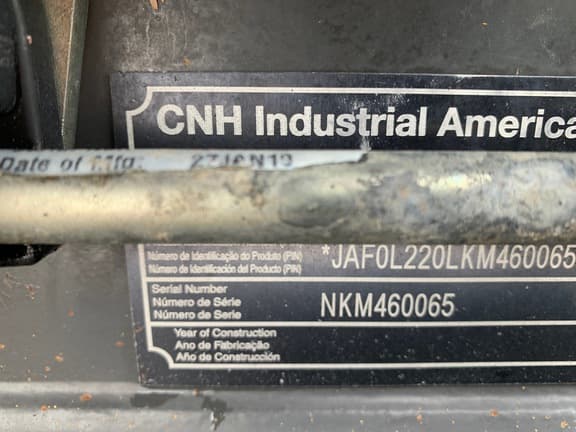 CNH Industrial America
Date of Mfg: 27JAN19
Número de Identificação do Produto (PIN)
*JAF0L220LKM460065
Número de Identificación del Producto (PIN)
Serial Number
Número de Série
NKM460065
Número de Serie
Year of Construction
Ano de Fabricação
Año de Construcción